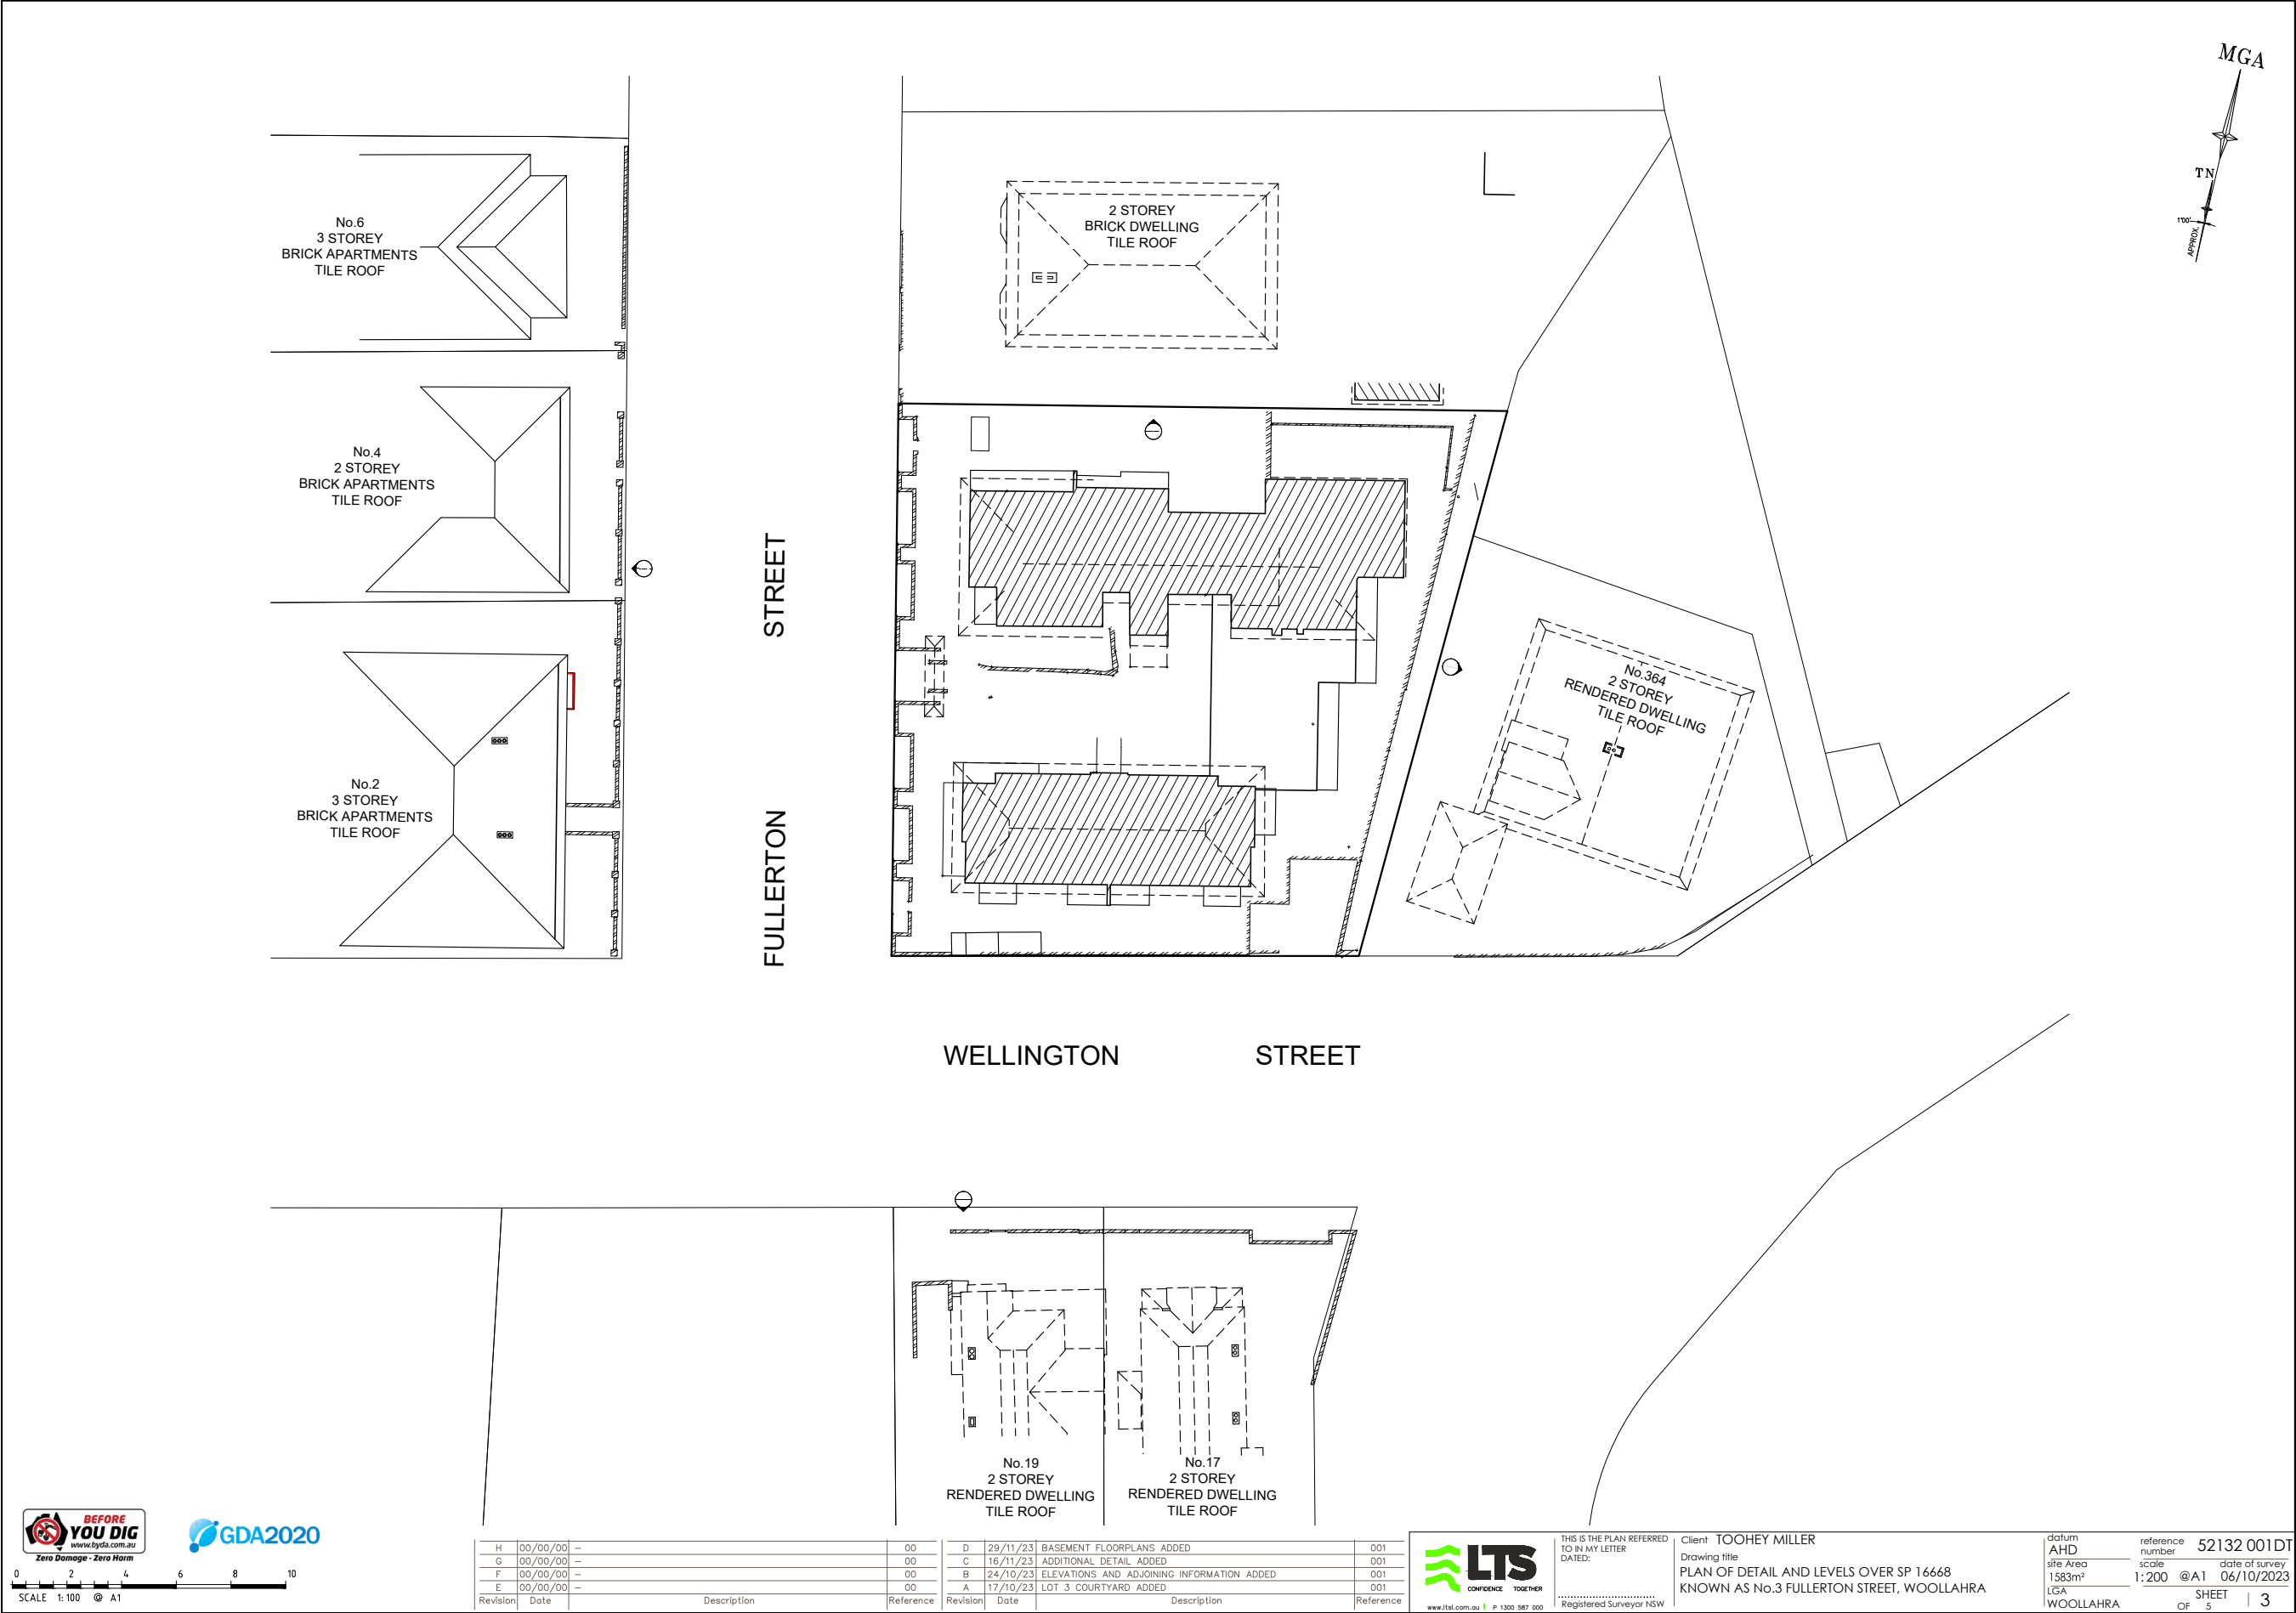 MGA
TN
1°00'
APPROX.
No.6
3 STOREY
BRICK APARTMENTS
TILE ROOF
2 STOREY
BRICK DWELLING
TILE ROOF
No.4
2 STOREY
BRICK APARTMENTS
TILE ROOF
STREET
FULLERTON
No.364
2 STOREY
RENDERED DWELLING
TILE ROOF
No.2
3 STOREY
BRICK APARTMENTS
TILE ROOF
WELLINGTON STREET
No.19
2 STOREY
RENDERED DWELLING
TILE ROOF
No.17
2 STOREY
RENDERED DWELLING
TILE ROOF
BEFORE
YOU DIG
www.byda.com.au
Zero Damage - Zero Harm
GDA2020
0 2 4 6 8 10
SCALE 1:100 @ A1
H 00/00/00 – 00
G 00/00/00 – 00
F 00/00/00 – 00
E 00/00/00 – 00
Revision Date Description Reference
D 29/11/23 BASEMENT FLOORPLANS ADDED 001
C 16/11/23 ADDITIONAL DETAIL ADDED 001
B 24/10/23 ELEVATIONS AND ADJOINING INFORMATION ADDED 001
A 17/10/23 LOT 3 COURTYARD ADDED 001
Revision Date Description Reference
LTS
CONFIDENCE TOGETHER
www.ltsl.com.au | P 1300 587 000
THIS IS THE PLAN REFERRED
TO IN MY LETTER
DATED:
Registered Surveyor NSW
Client TOOHEY MILLER
Drawing title
PLAN OF DETAIL AND LEVELS OVER SP 16668
KNOWN AS No.3 FULLERTON STREET, WOOLLAHRA
datum
AHD
site Area
1583m²
LGA
WOOLLAHRA
reference
number 52132 001DT
scale date of survey
1:200 @A1 06/10/2023
SHEET 3
OF 5